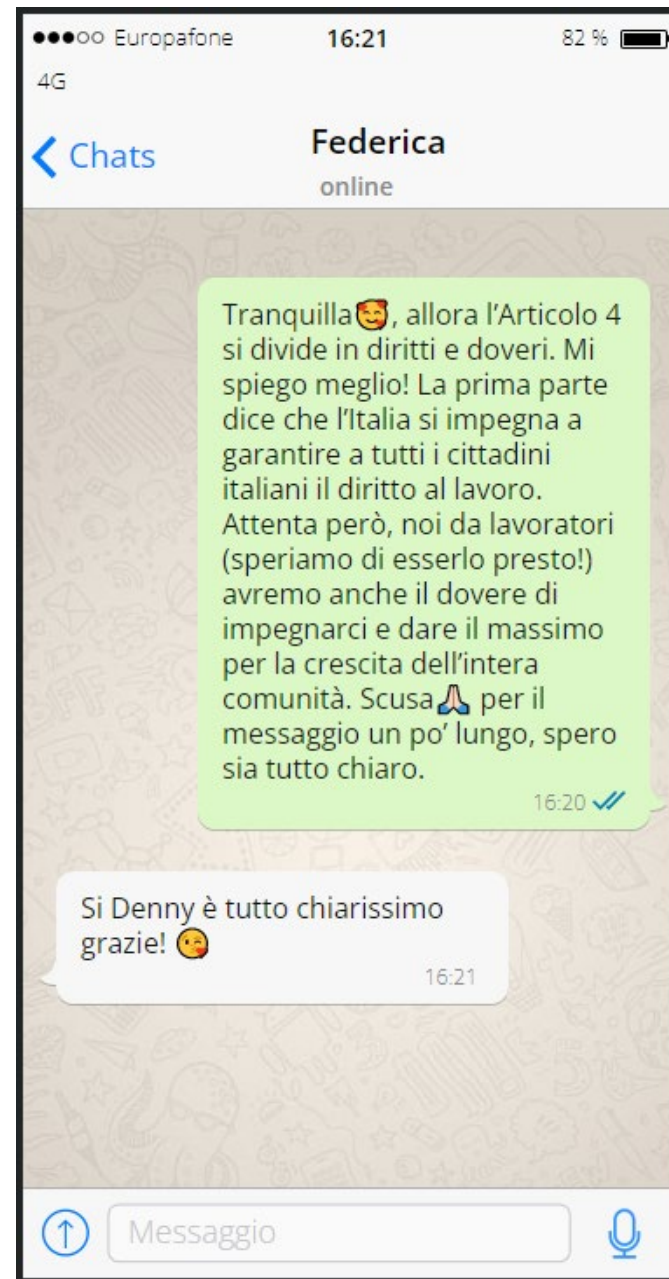 ●●●○○ Europafone 16:21 82 %
4G
Chats Federica
online
Tranquilla🥰, allora l'Articolo 4
si divide in diritti e doveri. Mi
spiego meglio! La prima parte
dice che l'Italia si impegna a
garantire a tutti i cittadini
italiani il diritto al lavoro.
Attenta però, noi da lavoratori
(speriamo di esserlo presto!)
avremo anche il dovere di
impegnarci e dare il massimo
per la crescita dell'intera
comunità. Scusa🙏🏻 per il
messaggio un po' lungo, spero
sia tutto chiaro.
16:20
Si Denny è tutto chiarissimo
grazie! 😘
16:21
Messaggio